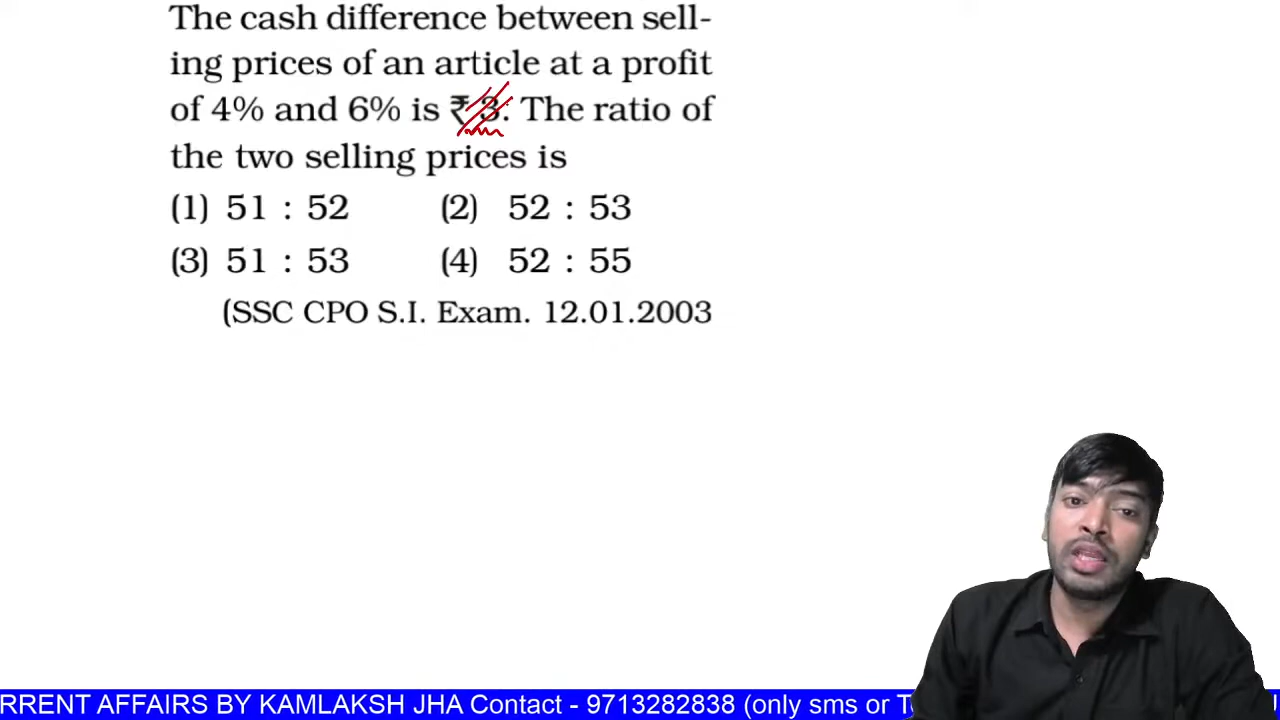 The cash difference between sell-
ing prices of an article at a profit
of 4% and 6% is ₹ 3. The ratio of
the two selling prices is
(1) 51 : 52 (2) 52 : 53
(3) 51 : 53 (4) 52 : 55
(SSC CPO S.I. Exam. 12.01.2003
RRENT AFFAIRS BY KAMLAKSH JHA Contact - 9713282838 (only sms or